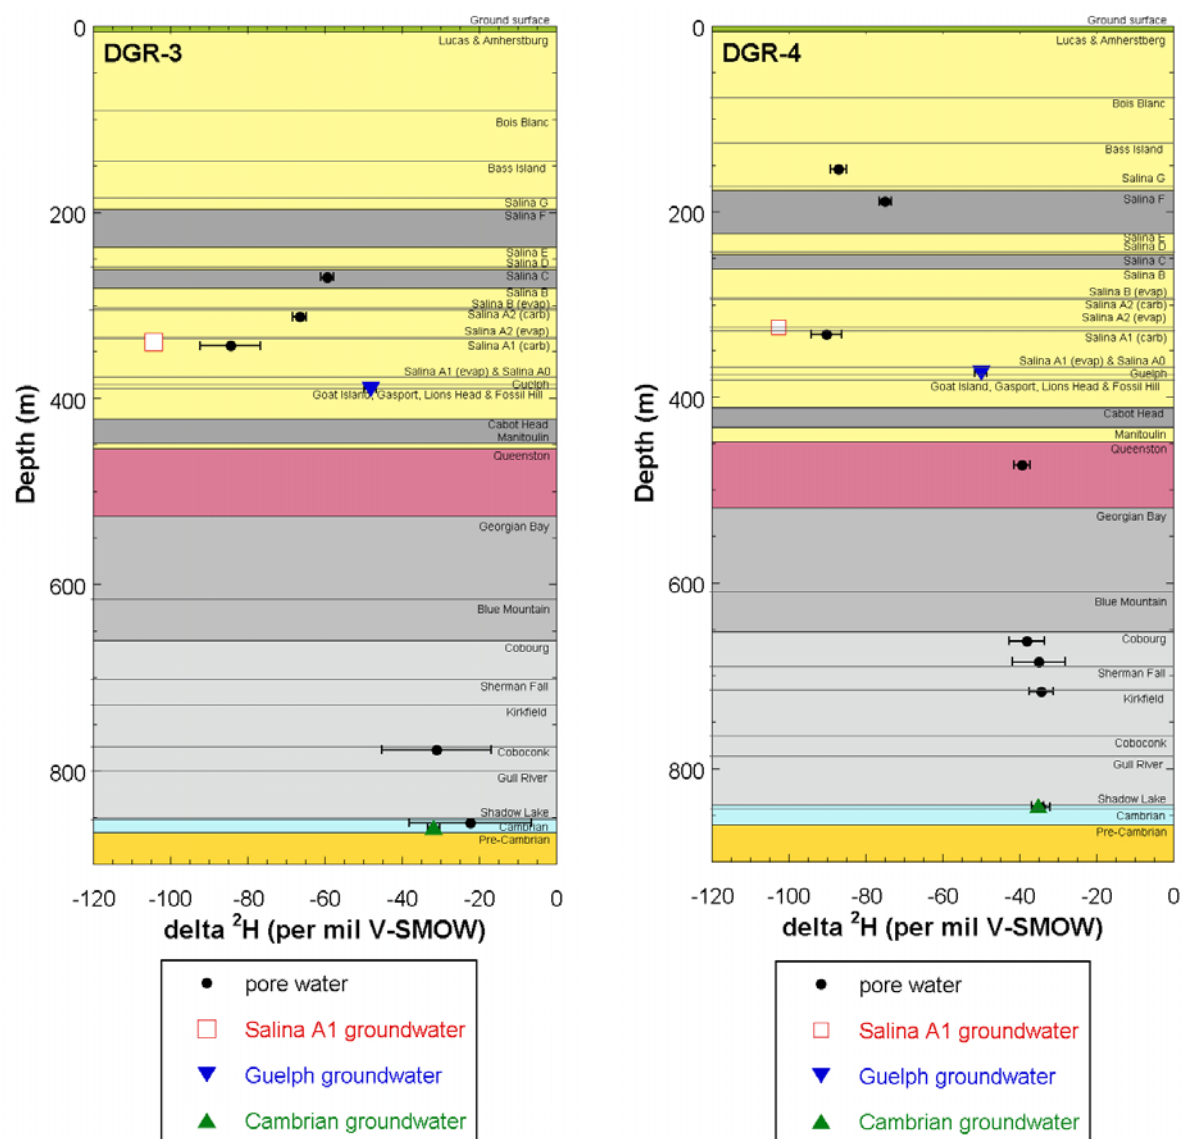 Ground surface
0
Lucas & Amherstburg
DGR-3
Bois Blanc
Bass Island
Salina G
200
Salina F
Salina E
Salina D
Salina C
Salina B
Salina B (evap)
Salina A2 (carb)
Salina A2 (evap)
Salina A1 (carb)
Salina A1 (evap) & Salina A0
Guelph
400
Goat Island, Gasport, Lions Head & Fossil Hill
Cabot Head
Manitoulin
Queenston
Georgian Bay
600
Blue Mountain
Cobourg
Sherman Fall
Kirkfield
Coboconk
800
Gull River
Shadow Lake
Cambrian
Pre-Cambrian
Depth (m)
-120 -100 -80 -60 -40 -20 0
delta ²H (per mil V-SMOW)
pore water
Salina A1 groundwater
Guelph groundwater
Cambrian groundwater
Ground surface
0
Lucas & Amherstberg
DGR-4
Bois Blanc
Bass Island
Salina G
Salina F
200
Salina E
Salina D
Salina C
Salina B
Salina B (evap)
Salina A2 (carb)
Salina A2 (evap)
Salina A1 (carb)
Salina A1 (evap) & Salina A0
Guelph
Goat Island, Gasport, Lions Head & Fossil Hill
400
Cabot Head
Manitoulin
Queenston
Georgian Bay
600
Blue Mountain
Cobourg
Sherman Fall
Kirkfield
Coboconk
Gull River
800
Shadow Lake
Cambrian
Pre-Cambrian
Depth (m)
-120 -100 -80 -60 -40 -20 0
delta ²H (per mil V-SMOW)
pore water
Salina A1 groundwater
Guelph groundwater
Cambrian groundwater